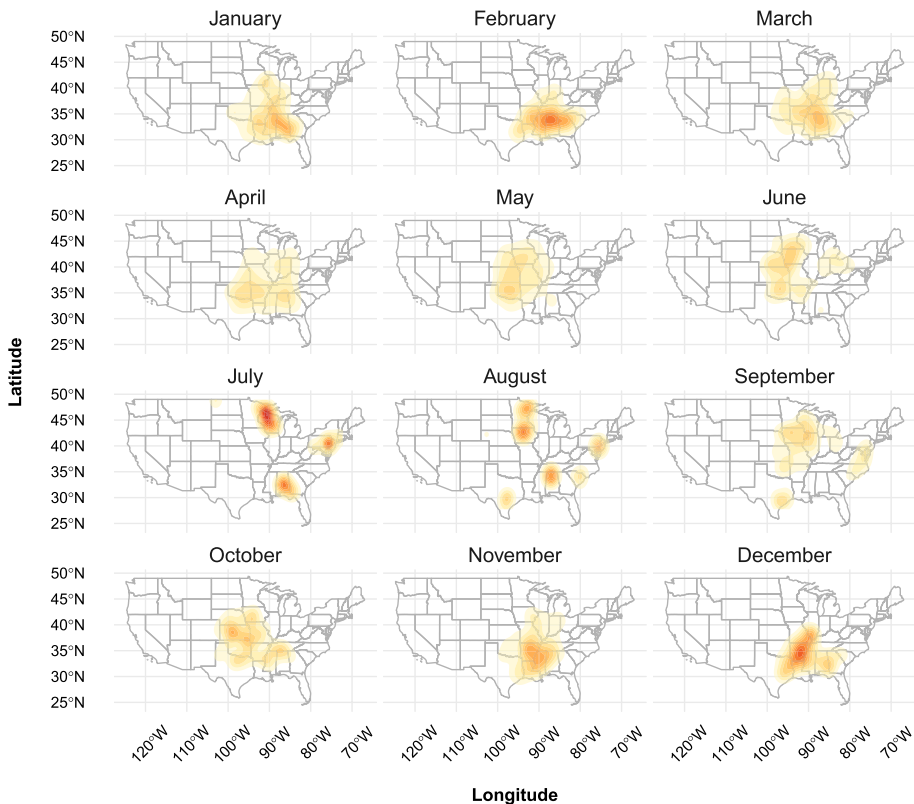 January February March
50°N
45°N
40°N
35°N
30°N
25°N
April May June
50°N
45°N
40°N
35°N
30°N
25°N
July August September
50°N
45°N
40°N
35°N
30°N
25°N
October November December
50°N
45°N
40°N
35°N
30°N
25°N
120°W 110°W 100°W 90°W 80°W 70°W 120°W 110°W 100°W 90°W 80°W 70°W 120°W 110°W 100°W 90°W 80°W 70°W
Latitude
Longitude